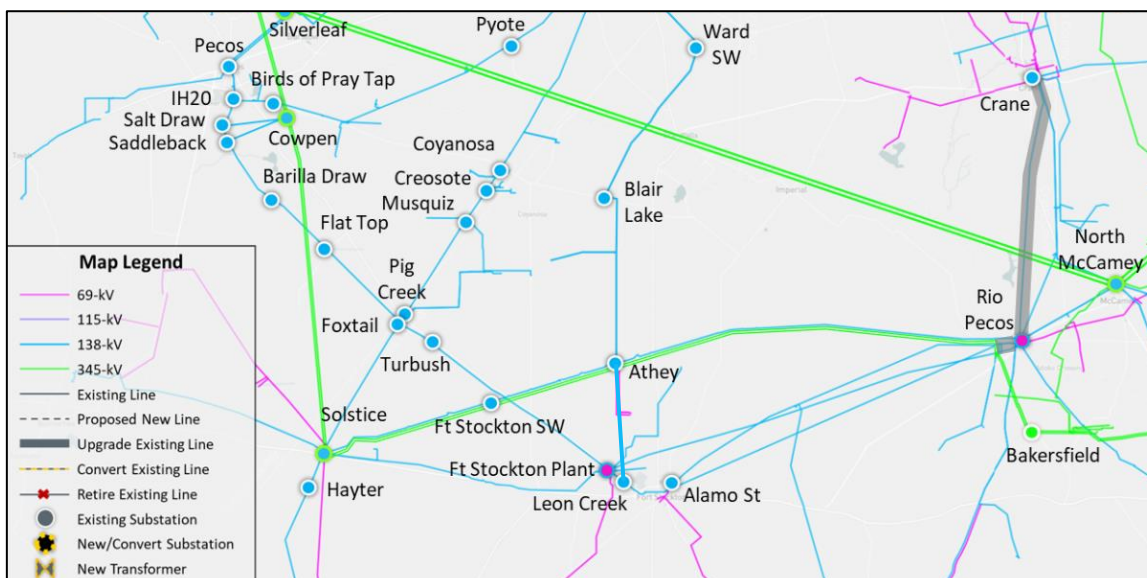 Silverleaf
Pyote
Ward
SW
Pecos
Birds of Pray Tap
IH20
Salt Draw
Saddleback
Cowpen
Crane
Coyanosa
Creosote
Musquiz
Barilla Draw
Blair
Lake
Imperial
Flat Top
North
McCamey
McCamey
Pig
Creek
Foxtail
Turbush
Rio
Pecos
Athey
Solstice
Ft Stockton SW
Ft Stockton Plant
Hayter
Leon Creek
Alamo St
Bakersfield
Map Legend
69-kV
115-kV
138-kV
345-kV
Existing Line
Proposed New Line
Upgrade Existing Line
Convert Existing Line
Retire Existing Line
Existing Substation
New/Convert Substation
New Transformer